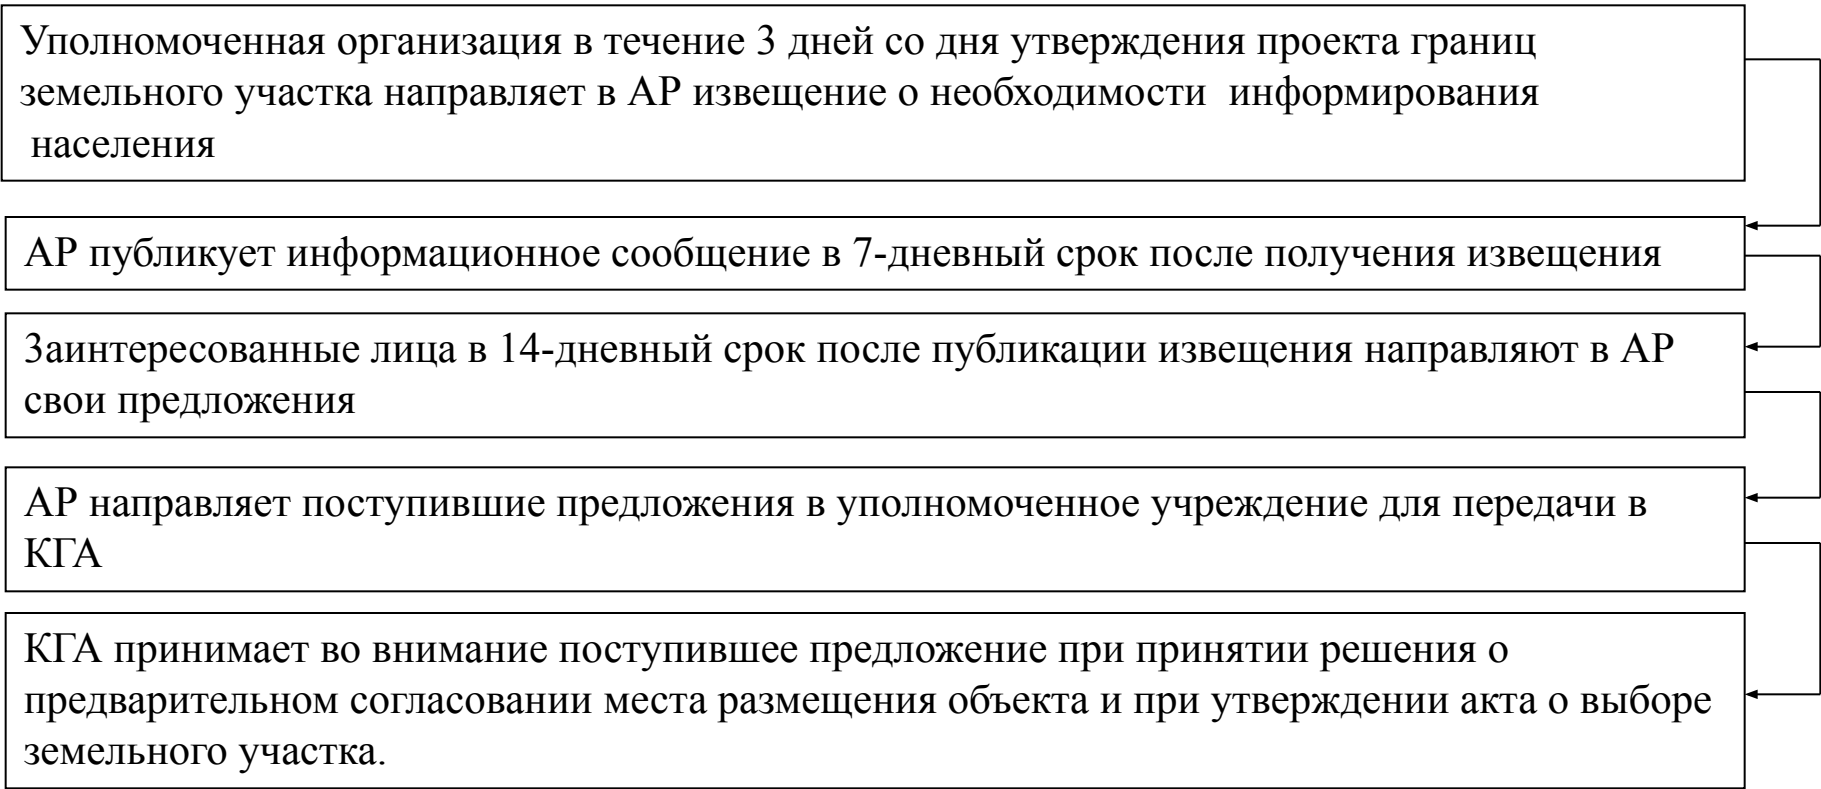 Уполномоченная организация в течение 3 дней со дня утверждения проекта границ
земельного участка направляет в АР извещение о необходимости информирования
населения
АР публикует информационное сообщение в 7-дневный срок после получения извещения
Заинтересованные лица в 14-дневный срок после публикации извещения направляют в АР
свои предложения
АР направляет поступившие предложения в уполномоченное учреждение для передачи в
КГА
КГА принимает во внимание поступившее предложение при принятии решения о
предварительном согласовании места размещения объекта и при утверждении акта о выборе
земельного участка.